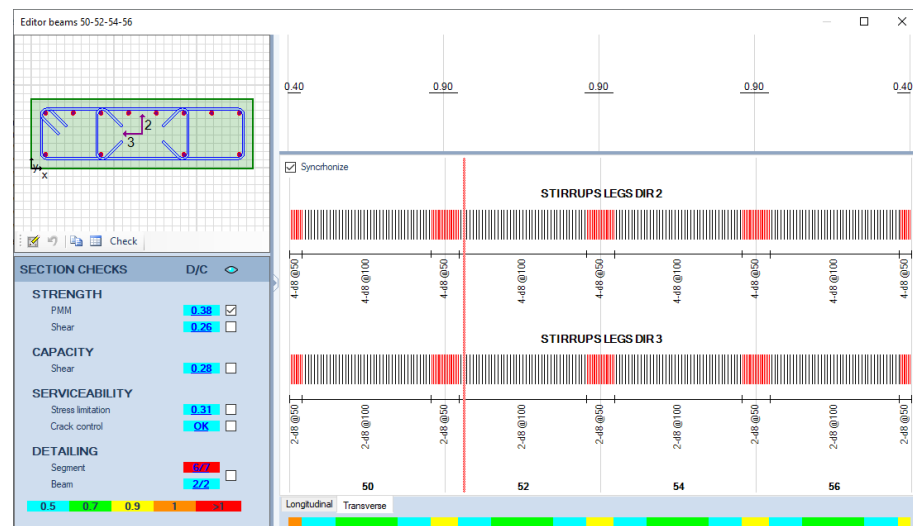 Editor beams 50-52-54-56
2
3
y
x
Check
SECTION CHECKS D/C
STRENGTH
PMM 0.38
Shear 0.26
CAPACITY
Shear 0.28
SERVICEABILITY
Stress limitation 0.31
Crack control OK
DETAILING
Segment 6/7
Beam 2/2
0.5 0.7 0.9 1 >1
0.40 0.90 0.90 0.90 0.40
Syncrhonize
STIRRUPS LEGS DIR 2
4-d8 @50 4-d8 @100 4-d8 @50 4-d8 @100 4-d8 @50 4-d8 @100 4-d8 @50 4-d8 @100 4-d8 @50
STIRRUPS LEGS DIR 3
2-d8 @50 2-d8 @100 2-d8 @50 2-d8 @100 2-d8 @50 2-d8 @100 2-d8 @50 2-d8 @100 2-d8 @50
50 52 54 56
Longitudinal Transverse